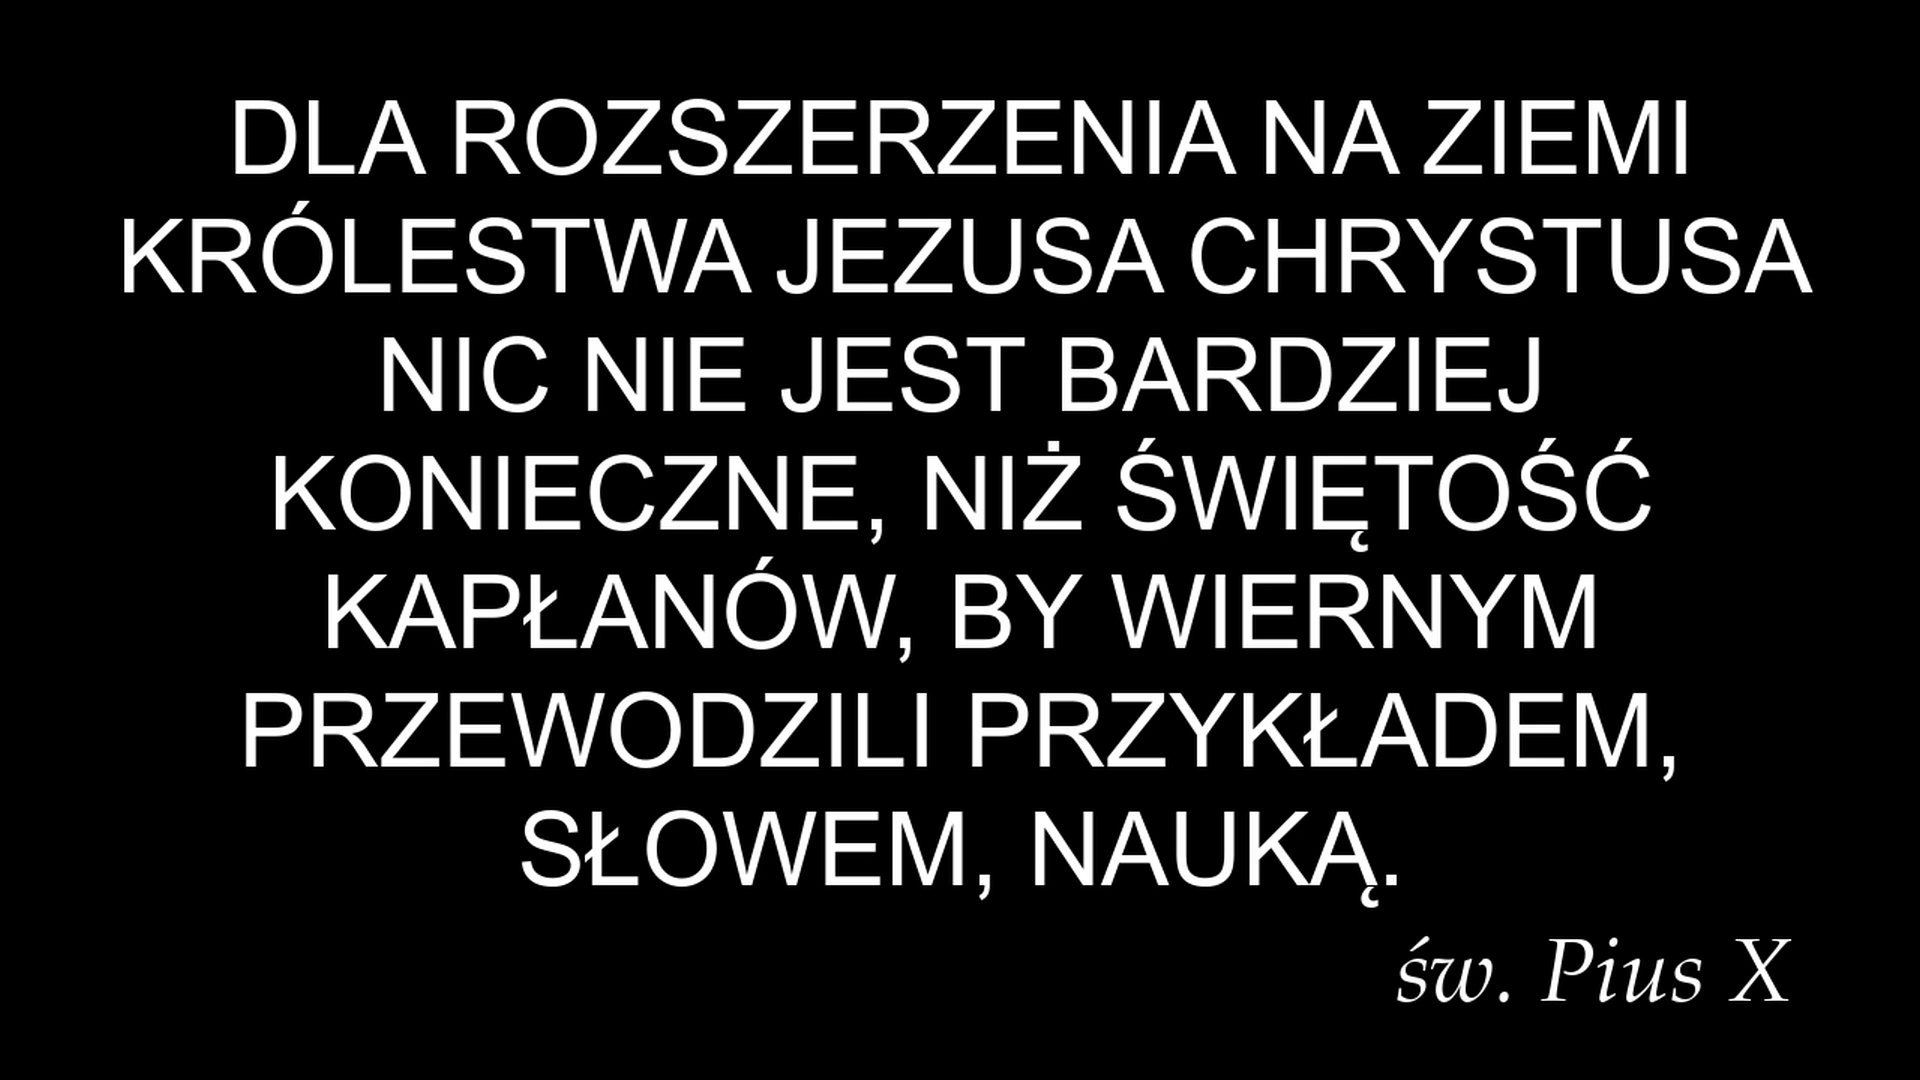 DLA ROZSZERZENIA NA ZIEMI
KRÓLESTWA JEZUSA CHRYSTUSA
NIC NIE JEST BARDZIEJ
KONIECZNE, NIŻ ŚWIĘTOŚĆ
KAPŁANÓW, BY WIERNYM
PRZEWODZILI PRZYKŁADEM,
SŁOWEM, NAUKĄ.
św. Pius X